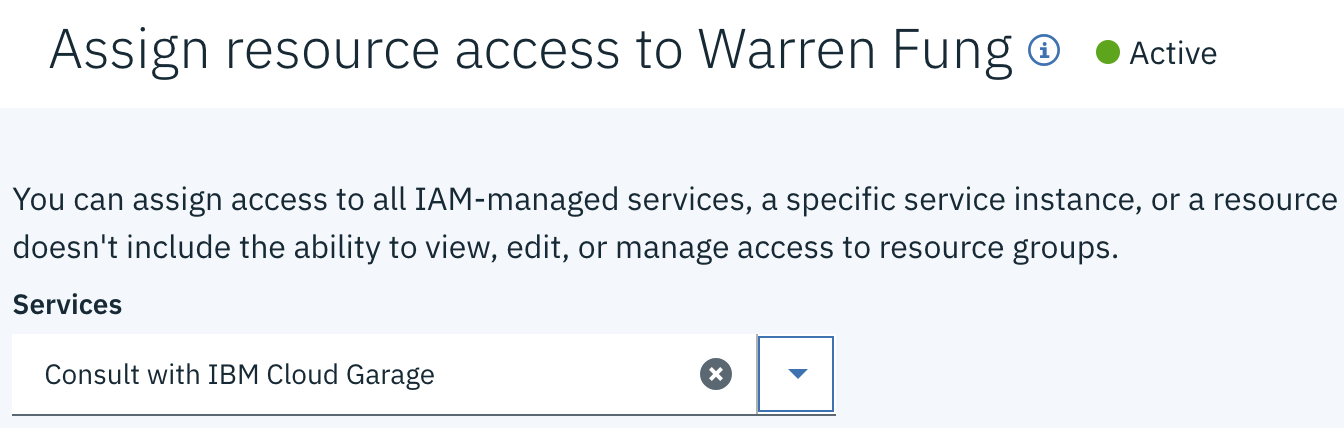 Assign resource access to Warren Fung
Active
You can assign access to all IAM-managed services, a specific service instance, or a resource
doesn't include the ability to view, edit, or manage access to resource groups.
Services
Consult with IBM Cloud Garage